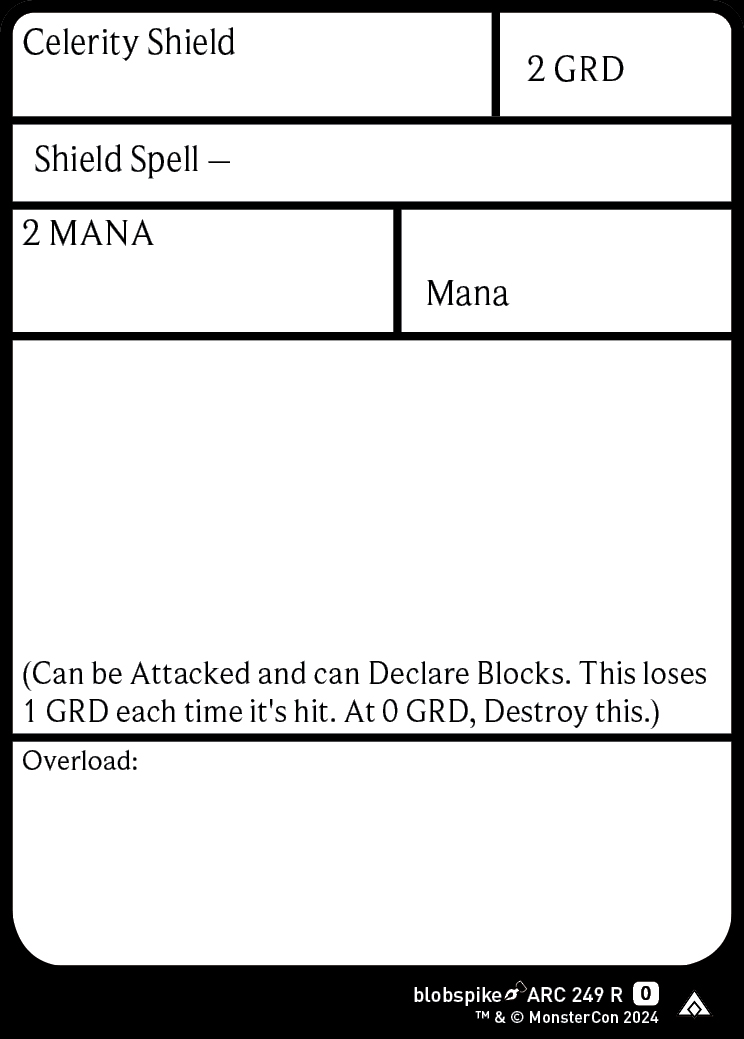 Celerity Shield
2 GRD
Shield Spell —
2 MANA
Mana
(Can be Attacked and can Declare Blocks. This loses
1 GRD each time it's hit. At 0 GRD, Destroy this.)
Overload:
blobspike ARC 249 R 0
™ & © MonsterCon 2024